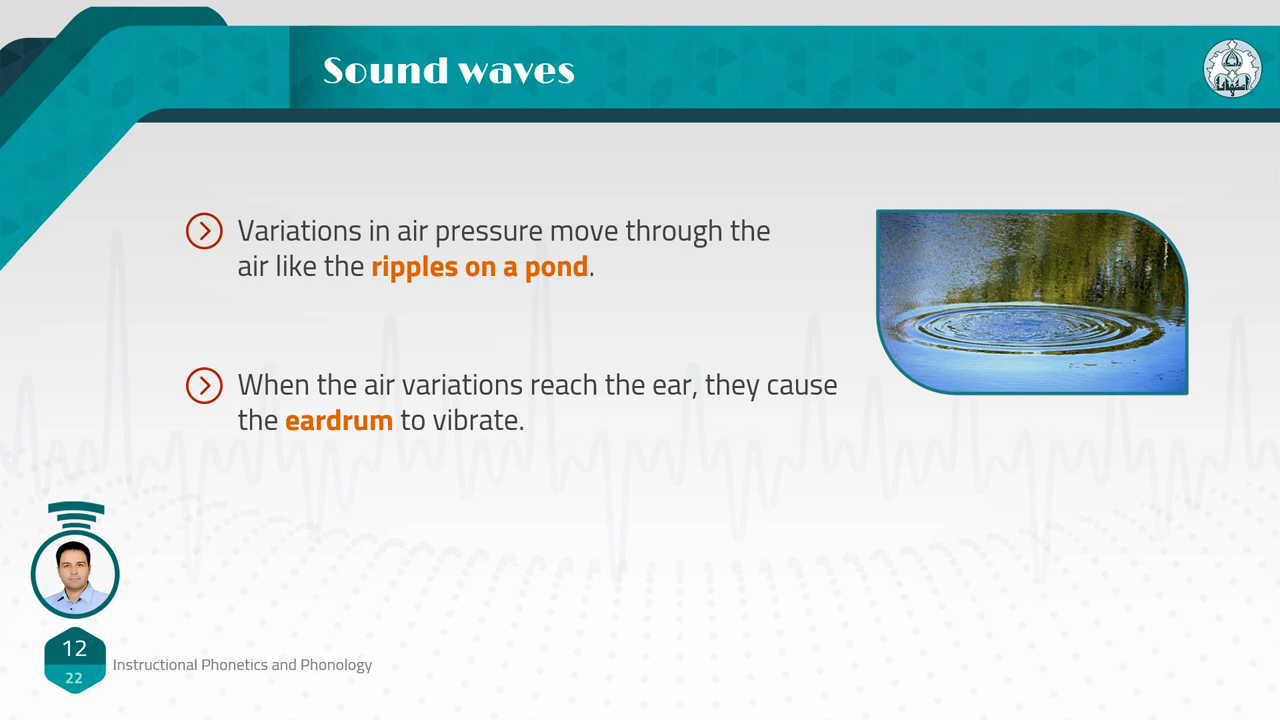 Sound waves
Variations in air pressure move through the
air like the ripples on a pond.
When the air variations reach the ear, they cause
the eardrum to vibrate.
12
22
Instructional Phonetics and Phonology